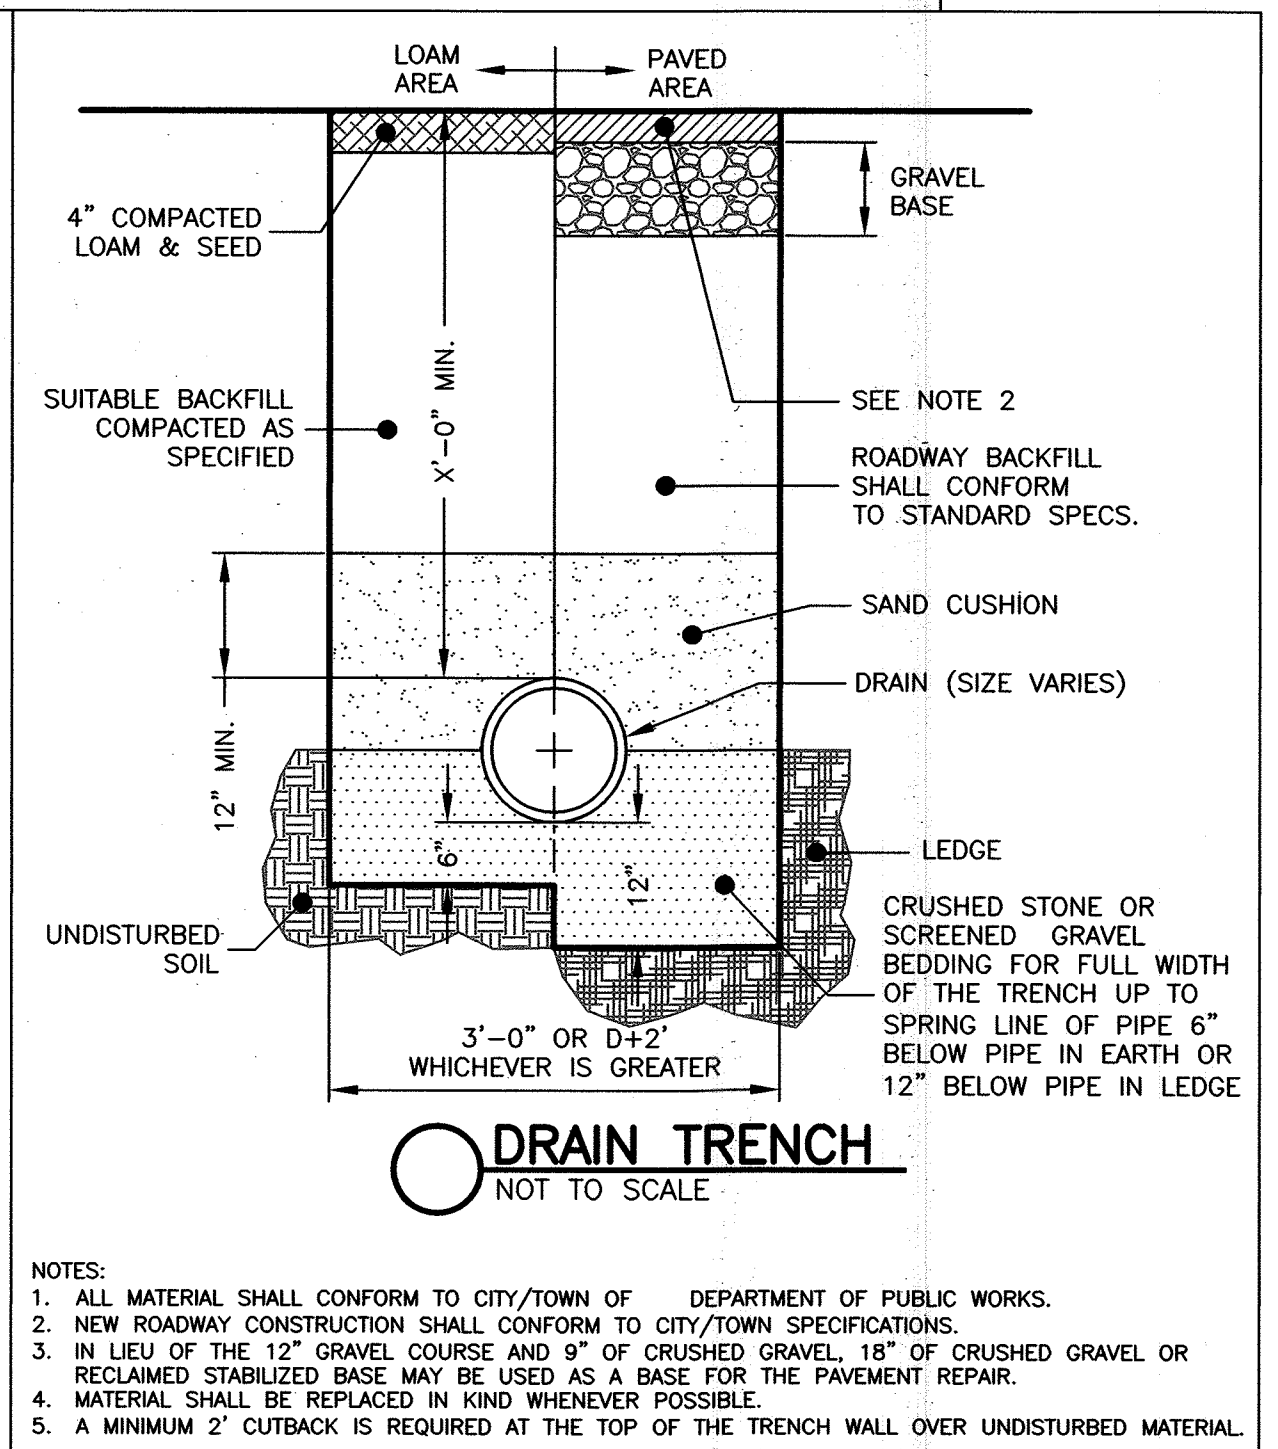 LOAM
AREA
PAVED
AREA
GRAVEL
BASE
4" COMPACTED
LOAM & SEED
X'-0" MIN.
SUITABLE BACKFILL
COMPACTED AS
SPECIFIED
SEE NOTE 2
ROADWAY BACKFILL
SHALL CONFORM
TO STANDARD SPECS.
SAND CUSHION
DRAIN (SIZE VARIES)
12" MIN.
6"
12"
LEDGE
UNDISTURBED
SOIL
CRUSHED STONE OR
SCREENED GRAVEL
BEDDING FOR FULL WIDTH
OF THE TRENCH UP TO
SPRING LINE OF PIPE 6"
BELOW PIPE IN EARTH OR
12" BELOW PIPE IN LEDGE
3'-0" OR D+2'
WHICHEVER IS GREATER
DRAIN TRENCH
NOT TO SCALE
NOTES:
1. ALL MATERIAL SHALL CONFORM TO CITY/TOWN OF DEPARTMENT OF PUBLIC WORKS.
2. NEW ROADWAY CONSTRUCTION SHALL CONFORM TO CITY/TOWN SPECIFICATIONS.
3. IN LIEU OF THE 12" GRAVEL COURSE AND 9" OF CRUSHED GRAVEL, 18" OF CRUSHED GRAVEL OR
RECLAIMED STABILIZED BASE MAY BE USED AS A BASE FOR THE PAVEMENT REPAIR.
4. MATERIAL SHALL BE REPLACED IN KIND WHENEVER POSSIBLE.
5. A MINIMUM 2' CUTBACK IS REQUIRED AT THE TOP OF THE TRENCH WALL OVER UNDISTURBED MATERIAL.